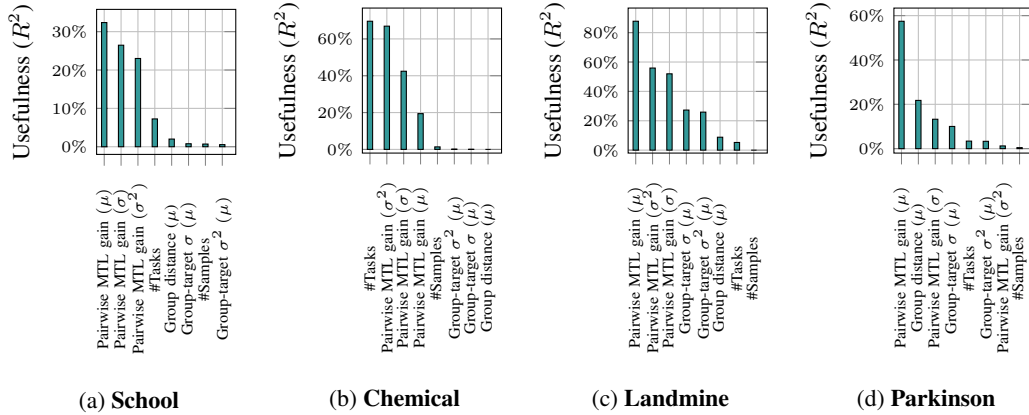 Usefulness (R²)
30%
20%
10%
0%
Pairwise MTL gain (μ)
Pairwise MTL gain (σ)
Pairwise MTL gain (σ²)
#Tasks
Group distance (μ)
Group-target σ (μ)
#Samples
Group-target σ² (μ)
(a) School
Usefulness (R²)
60%
40%
20%
0%
#Tasks
Pairwise MTL gain (σ²)
Pairwise MTL gain (σ)
Pairwise MTL gain (μ)
#Samples
Group-target σ² (μ)
Group-target σ (μ)
Group distance (μ)
(b) Chemical
Usefulness (R²)
80%
60%
40%
20%
0%
Pairwise MTL gain (μ)
Pairwise MTL gain (σ²)
Pairwise MTL gain (σ)
Group-target σ (μ)
Group-target σ² (μ)
Group distance (μ)
#Tasks
#Samples
(c) Landmine
Usefulness (R²)
60%
40%
20%
0%
Pairwise MTL gain (μ)
Group distance (μ)
Pairwise MTL gain (σ)
Group-target σ (μ)
#Tasks
Group-target σ² (μ)
Pairwise MTL gain (σ²)
#Samples
(d) Parkinson